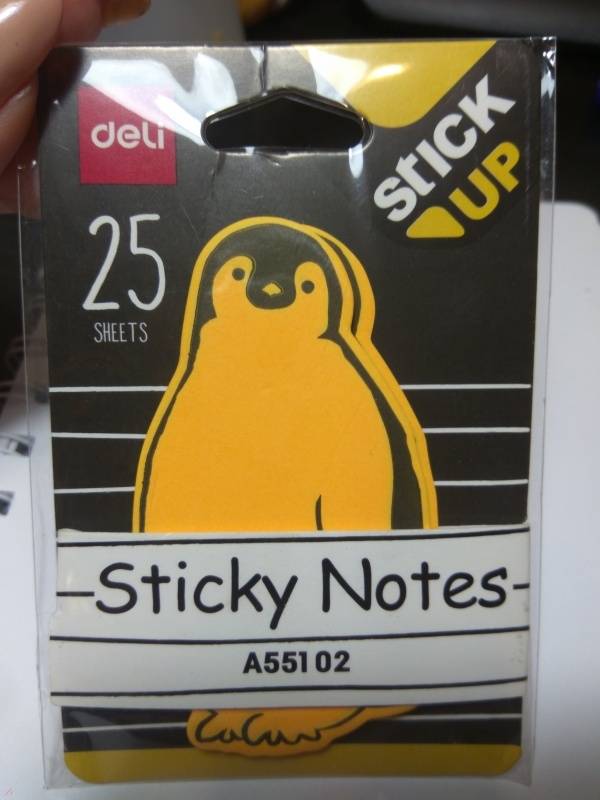 deli
STICK
UP
25
SHEETS
Sticky Notes
A55102